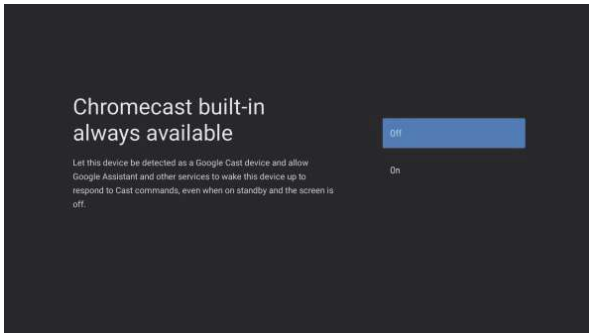 Chromecast built-in
always available
Let this device be detected as a Google Cast device and allow
Google Assistant and other services to wake this device up to
respond to Cast commands, even when on standby and the screen is
off.
Off
On